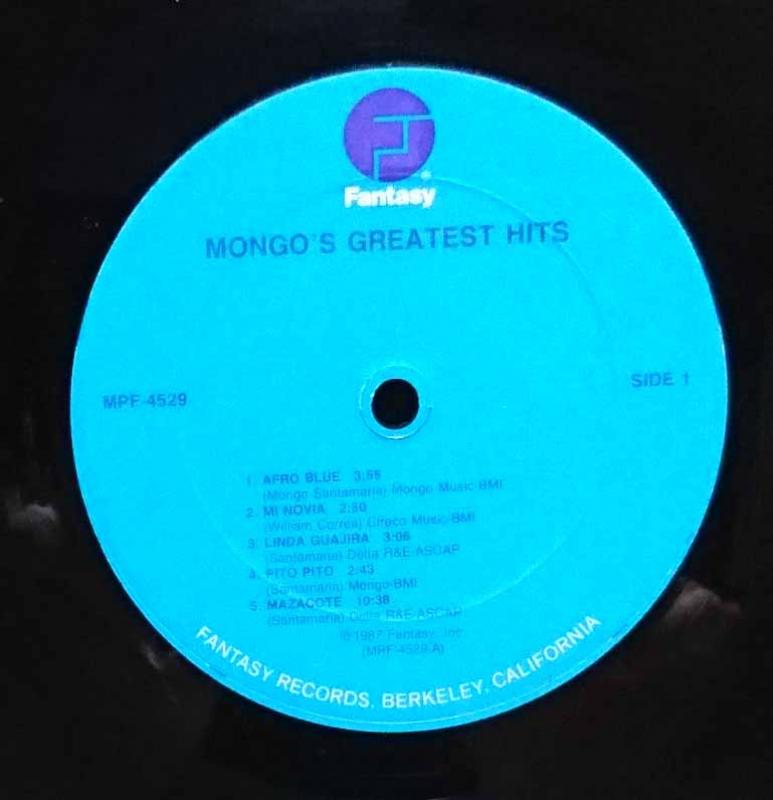 Fantasy
MONGO'S GREATEST HITS
MPF-4529
SIDE 1
1. AFRO BLUE 3:55
(Mongo Santamaria) Mongo Music-BMI
2. MI NOVIA 2:50
(William Correa) Cireco Music-BMI
3. LINDA GUAJIRA 3:06
(Santamaria) Delta R&E-ASCAP
4. PITO PITO 2:43
(Santamaria) Mongo-BMI
5. MAZACOTE 10:38
(Santamaria) Delta R&E-ASCAP
℗1987 Fantasy, Inc.
(MPF-4529-A)
FANTASY RECORDS, BERKELEY, CALIFORNIA